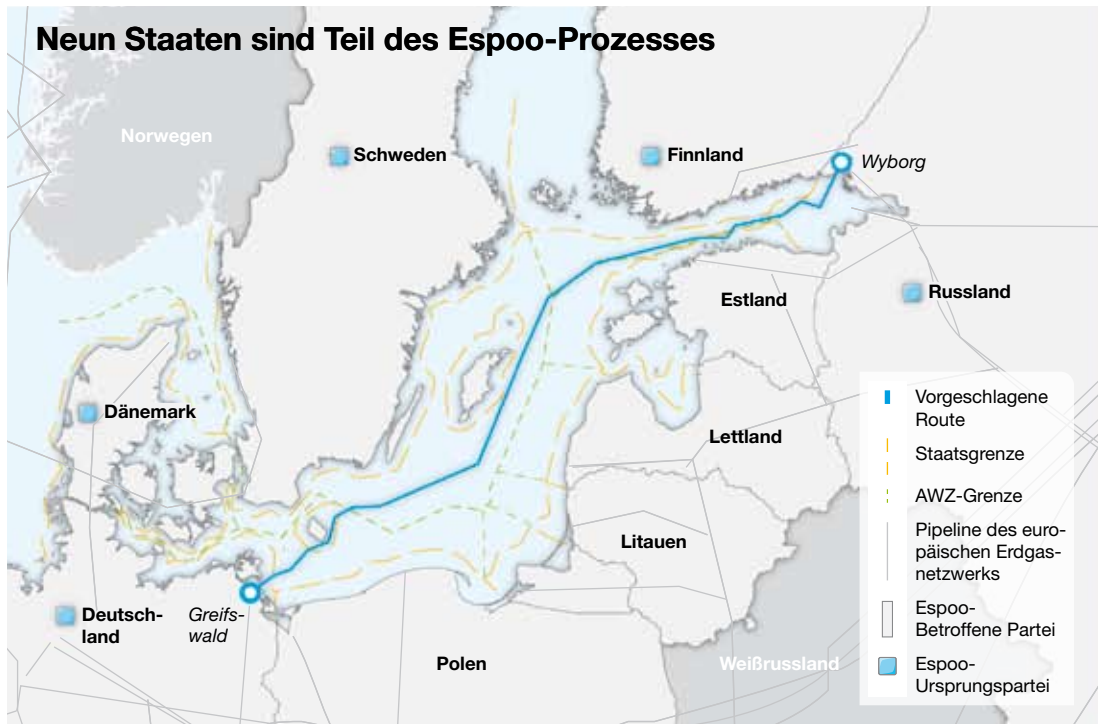 Neun Staaten sind Teil des Espoo-Prozesses
Norwegen
Schweden
Finnland
Wyborg
Estland
Russland
Dänemark
Lettland
Litauen
Deutsch-
land
Greifs-
wald
Polen
Weißrussland
Vorgeschlagene
Route
Staatsgrenze
AWZ-Grenze
Pipeline des euro-
päischen Erdgas-
netzwerks
Espoo-
Betroffene Partei
Espoo-
Ursprungspartei